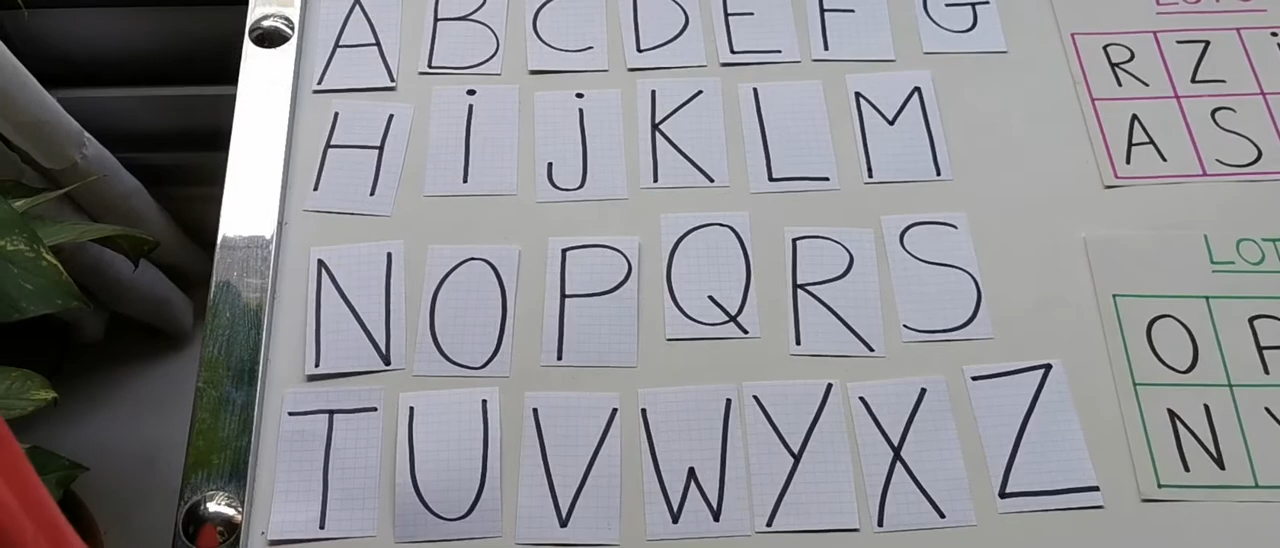 A B C D E F G
H i j K L M
N O P Q R S
T U V W Y X Z
R Z
A S
O
N